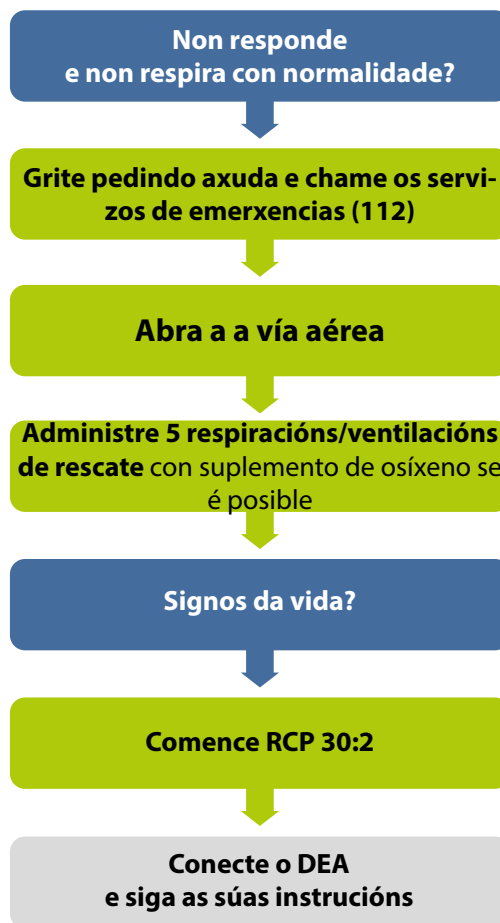 Non responde
e non respira con normalidade?
Grite pedindo axuda e chame os servi-
zos de emerxencias (112)
Abra a a vía aérea
Administre 5 respiracións/ventilacións
de rescate con suplemento de osíxeno se
é posible
Signos da vida?
Comence RCP 30:2
Conecte o DEA
e siga as súas instrucións